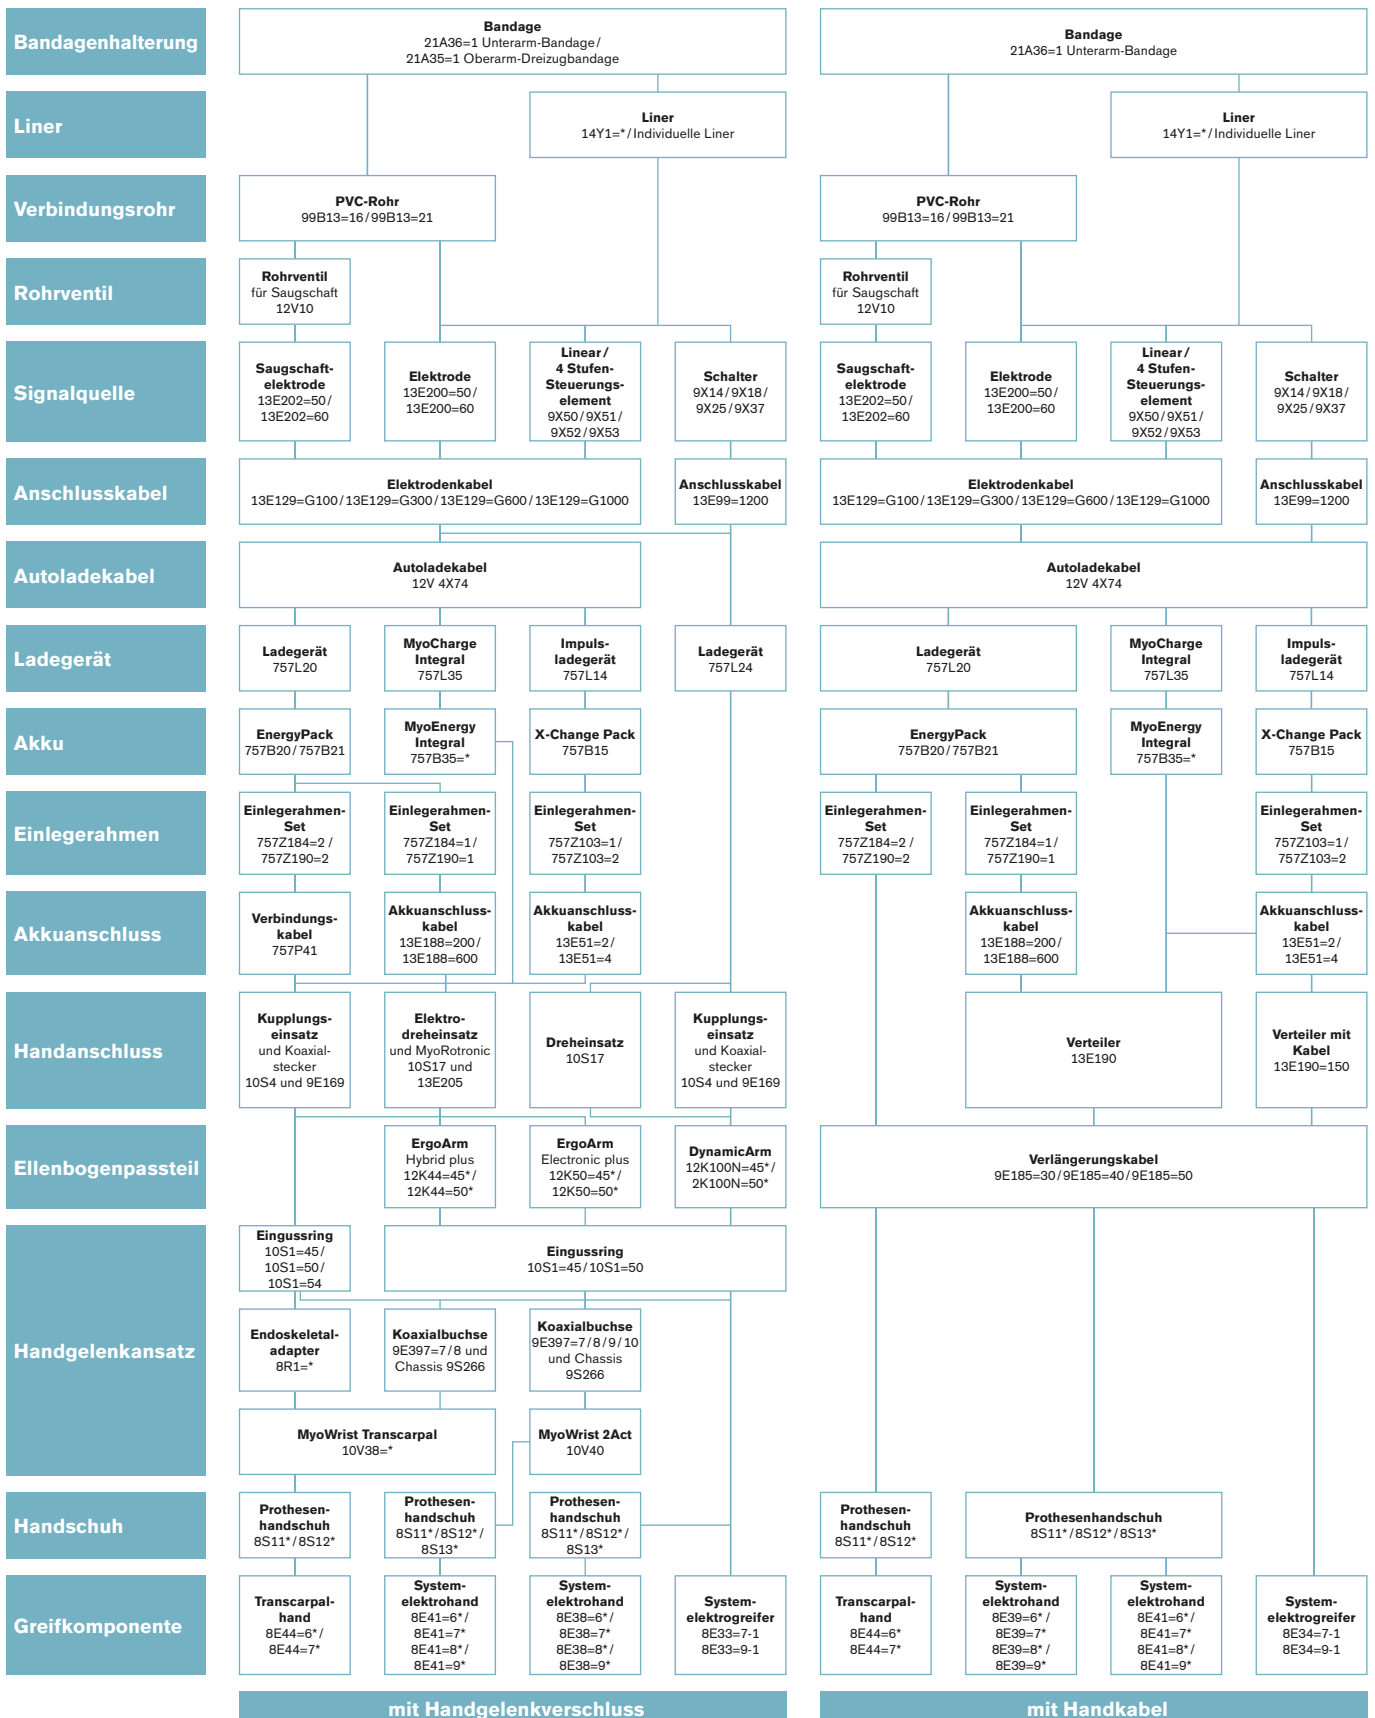 Bandagenhalterung
Bandage
21A36=1 Unterarm-Bandage/
21A35=1 Oberarm-Dreizugbandage
Bandage
21A36=1 Unterarm-Bandage
Liner
Liner
14Y1=*/Individuelle Liner
Liner
14Y1=*/Individuelle Liner
Verbindungsrohr
PVC-Rohr
99B13=16/99B13=21
PVC-Rohr
99B13=16/99B13=21
Rohrventil
Rohrventil
für Saugschaft
12V10
Rohrventil
für Saugschaft
12V10
Signalquelle
Saugschaft-
elektrode
13E202=50/
13E202=60
Elektrode
13E200=50/
13E200=60
Linear/
4 Stufen-
Steuerungs-
element
9X50/9X51/
9X52/9X53
Schalter
9X14/9X18/
9X25/9X37
Saugschaft-
elektrode
13E202=50/
13E202=60
Elektrode
13E200=50/
13E200=60
Linear/
4 Stufen-
Steuerungs-
element
9X50/9X51/
9X52/9X53
Schalter
9X14/9X18/
9X25/9X37
Anschlusskabel
Elektrodenkabel
13E129=G100/13E129=G300/13E129=G600/13E129=G1000
Anschlusskabel
13E99=1200
Elektrodenkabel
13E129=G100/13E129=G300/13E129=G600/13E129=G1000
Anschlusskabel
13E99=1200
Autoladekabel
Autoladekabel
12V 4X74
Autoladekabel
12V 4X74
Ladegerät
Ladegerät
757L20
MyoCharge
Integral
757L35
Impuls-
ladegerät
757L14
Ladegerät
757L24
Ladegerät
757L20
MyoCharge
Integral
757L35
Impuls-
ladegerät
757L14
Akku
EnergyPack
757B20/757B21
MyoEnergy
Integral
757B35=*
X-Change Pack
757B15
EnergyPack
757B20/757B21
MyoEnergy
Integral
757B35=*
X-Change Pack
757B15
Einlegerahmen
Einlegerahmen-
Set
757Z184=2/
757Z190=2
Einlegerahmen-
Set
757Z184=1/
757Z190=1
Einlegerahmen-
Set
757Z103=1/
757Z103=2
Einlegerahmen-
Set
757Z184=2/
757Z190=2
Einlegerahmen-
Set
757Z184=1/
757Z190=1
Einlegerahmen-
Set
757Z103=1/
757Z103=2
Akkuanschluss
Verbindungs-
kabel
757P41
Akkuanschluss-
kabel
13E188=200/
13E188=600
Akkuanschluss-
kabel
13E51=2/
13E51=4
Akkuanschluss-
kabel
13E188=200/
13E188=600
Akkuanschluss-
kabel
13E51=2/
13E51=4
Handanschluss
Kupplungs-
einsatz
und Koaxial-
stecker
10S4 und 9E169
Elektro-
dreheinsatz
und MyoRotronic
10S17 und
13E205
Dreheinsatz
10S17
Kupplungs-
einsatz
und Koaxial-
stecker
10S4 und 9E169
Verteiler
13E190
Verteiler mit
Kabel
13E190=150
Ellenbogenpassteil
ErgoArm
Hybrid plus
12K44=45*/
12K44=50*
ErgoArm
Electronic plus
12K50=45*/
12K50=50*
DynamicArm
12K100N=45*/
2K100N=50*
Verlängerungskabel
9E185=30/9E185=40/9E185=50
Handgelenkansatz
Eingussring
10S1=45/
10S1=50/
10S1=54
Eingussring
10S1=45/10S1=50
Endoskeletal-
adapter
8R1=*
Koaxialbuchse
9E397=7/8 und
Chassis 9S266
Koaxialbuchse
9E397=7/8/9/10
und Chassis
9S266
MyoWrist Transcarpal
10V38=*
MyoWrist 2Act
10V40
Handschuh
Prothesen-
handschuh
8S11*/8S12*
Prothesen-
handschuh
8S11*/8S12*/
8S13*
Prothesen-
handschuh
8S11*/8S12*/
8S13*
Prothesen-
handschuh
8S11*/8S12*
Prothesenhandschuh
8S11*/8S12*/8S13*
Greifkomponente
Transcarpal-
hand
8E44=6*/
8E44=7*
System-
elektrohand
8E41=6*/
8E41=7*
8E41=8*/
8E41=9*
System-
elektrohand
8E38=6*/
8E38=7*
8E38=8*/
8E38=9*
System-
elektrogreifer
8E33=7-1
8E33=9-1
Transcarpal-
hand
8E44=6*
8E44=7*
System-
elektrohand
8E39=6*/
8E39=7*
8E39=8*/
8E39=9*
System-
elektrohand
8E41=6*/
8E41=7*
8E41=8*/
8E41=9*
System-
elektrogreifer
8E34=7-1
8E34=9-1
mit Handgelenkverschluss
mit Handkabel